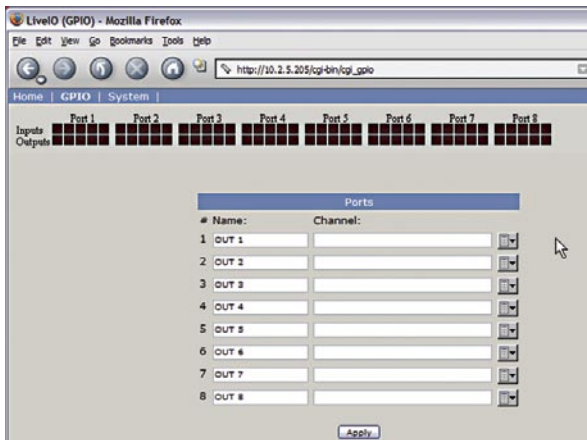 LiveIO (GPIO) - Mozilla Firefox
File Edit View Go Bookmarks Tools Help
http://10.2.5.205/cgi-bin/cgi_gpio
Home | GPIO | System |
Port 1 Port 2 Port 3 Port 4 Port 5 Port 6 Port 7 Port 8
Inputs
Outputs
Ports
# Name: Channel:
1 OUT 1
2 OUT 2
3 OUT 3
4 OUT 4
5 OUT 5
6 OUT 6
7 OUT 7
8 OUT 8
Apply